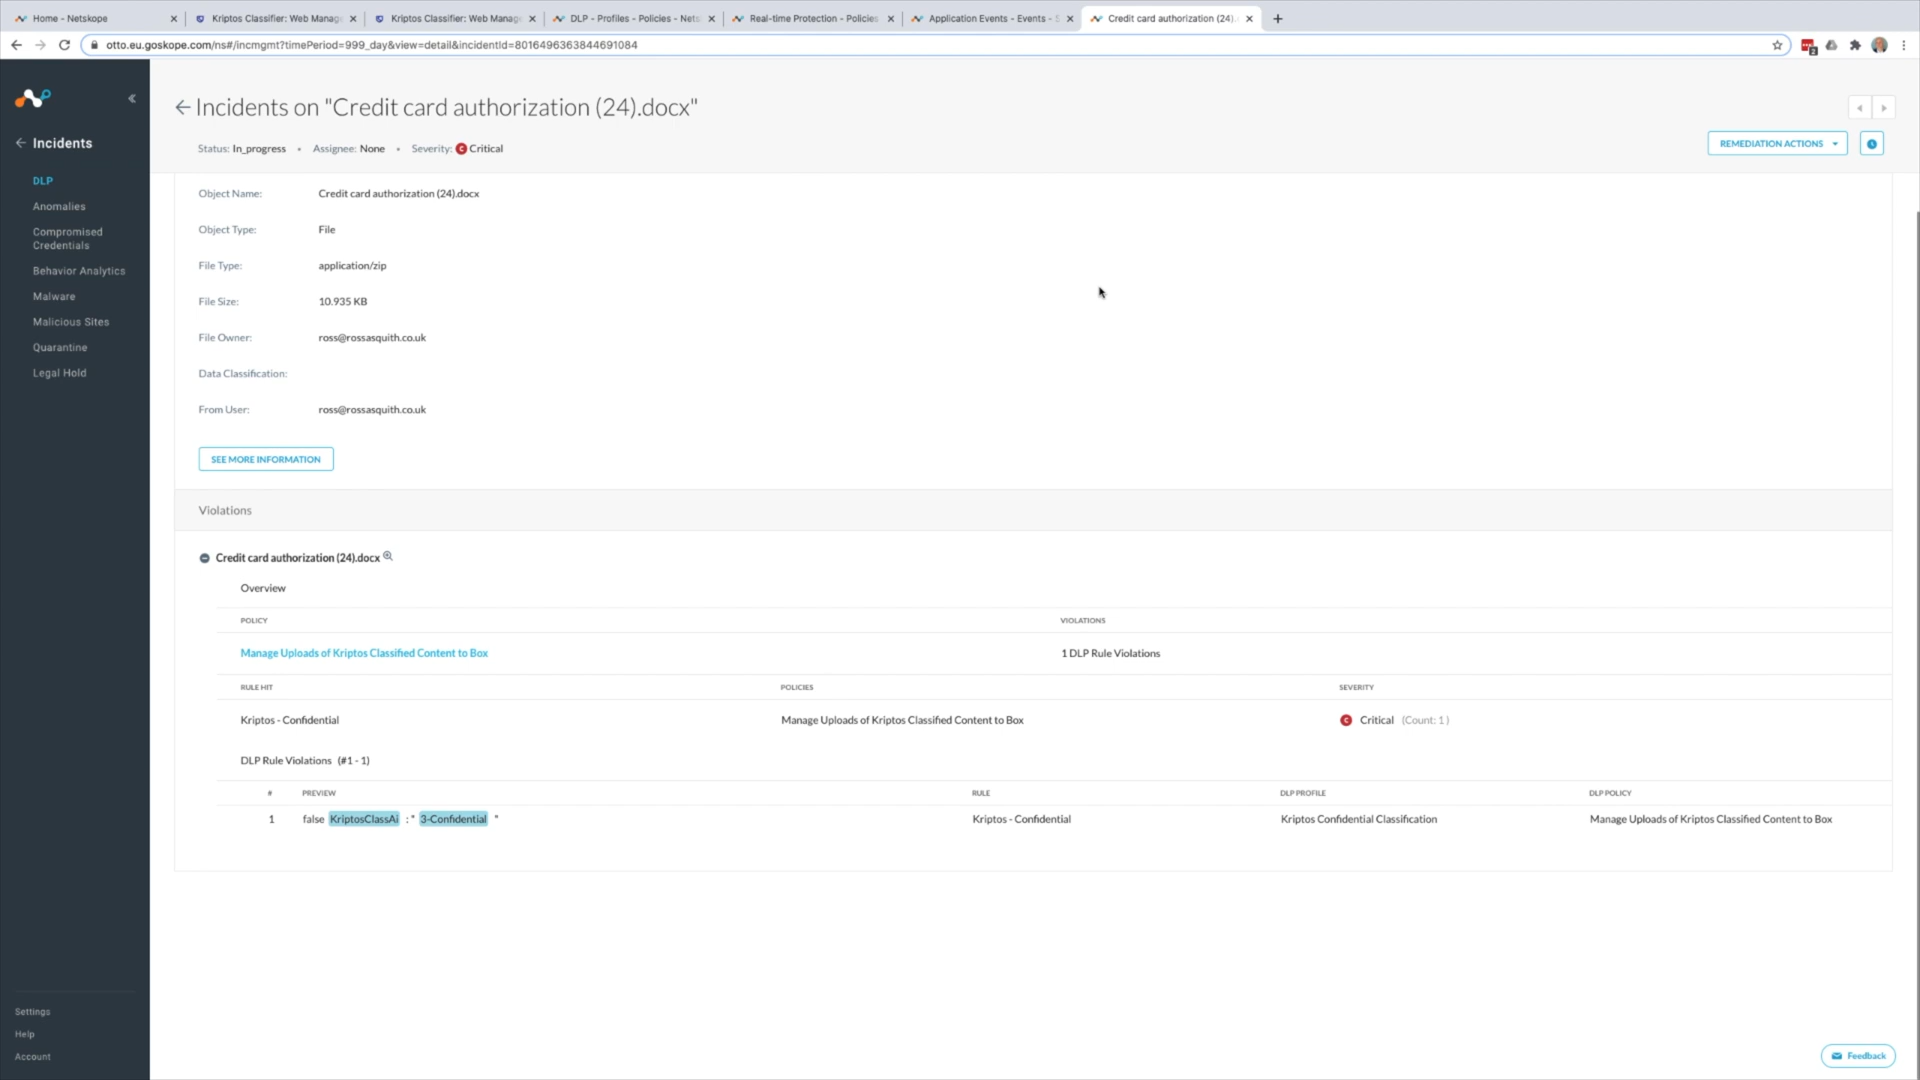 Home - Netskope
Kriptos Classifier: Web Manag
Kriptos Classifier: Web Manag
DLP - Profiles - Policies - Nets
Real-time Protection - Policies
Application Events - Events - S
Credit card authorization (24).
otto.eu.goskope.com/ns#/incmgmt?timePeriod=999_day&view=detail&incidentId=8016496363844691084
Incidents on "Credit card authorization (24).docx"
Status: In_progress • Assignee: None • Severity: C Critical
REMEDIATION ACTIONS
Incidents
DLP
Anomalies
Compromised
Credentials
Behavior Analytics
Malware
Malicious Sites
Quarantine
Legal Hold
Object Name: Credit card authorization (24).docx
Object Type: File
File Type: application/zip
File Size: 10.935 KB
File Owner: ross@rossasquith.co.uk
Data Classification:
From User: ross@rossasquith.co.uk
SEE MORE INFORMATION
Violations
Credit card authorization (24).docx
Overview
POLICY VIOLATIONS
Manage Uploads of Kriptos Classified Content to Box 1 DLP Rule Violations
RULE HIT POLICIES SEVERITY
Kriptos - Confidential Manage Uploads of Kriptos Classified Content to Box C Critical (Count: 1 )
DLP Rule Violations (#1 - 1)
# PREVIEW RULE DLP PROFILE DLP POLICY
1 false KriptosClassAi :" 3-Confidential " Kriptos - Confidential Kriptos Confidential Classification Manage Uploads of Kriptos Classified Content to Box
Settings
Help
Account
Feedback